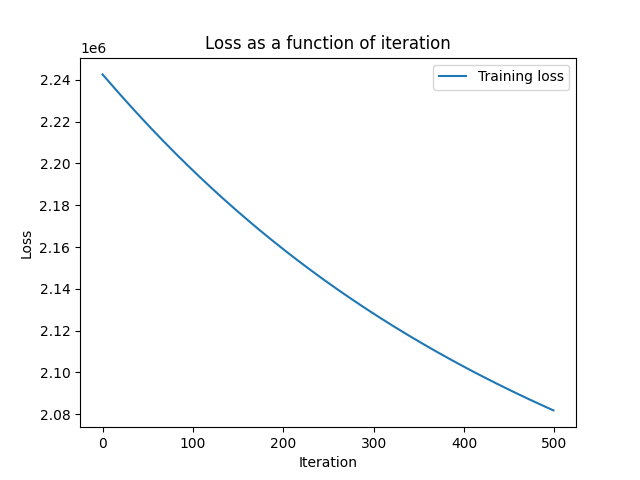 Loss as a function of iteration
1e6
Training loss
2.24
2.22
2.20
2.18
2.16
2.14
2.12
2.10
2.08
Loss
0 100 200 300 400 500
Iteration